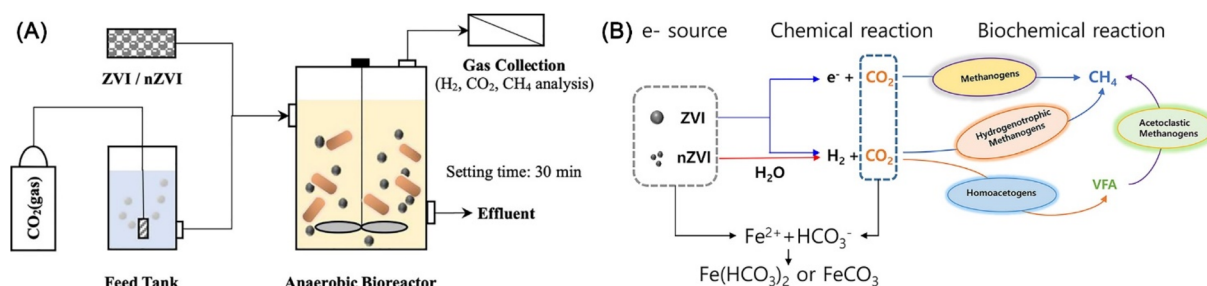 (A)
ZVI / nZVI
Gas Collection
(H₂, CO₂, CH₄ analysis)
CO₂(gas)
Setting time: 30 min
Effluent
Feed Tank
Anaerobic Bioreactor
(B)
e- source
Chemical reaction
Biochemical reaction
ZVI
nZVI
e⁻ + CO₂
H₂O
H₂ + CO₂
Methanogens
CH₄
Hydrogenotrophic
Methanogens
Acetoclastic
Methanogens
Homoacetogens
VFA
Fe²⁺ + HCO₃⁻
Fe(HCO₃)₂ or FeCO₃